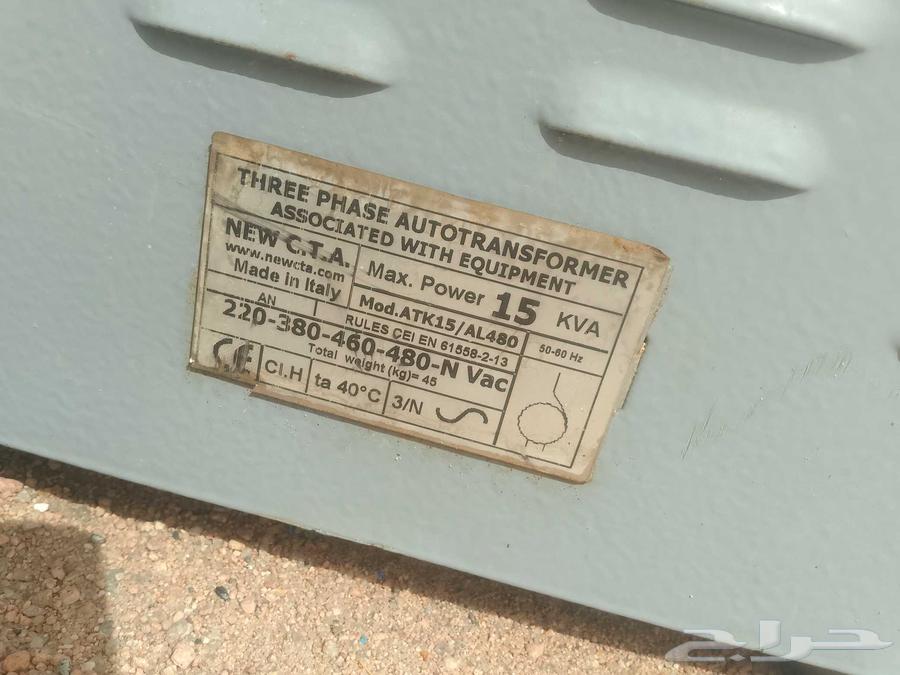 THREE PHASE AUTOTRANSFORMER
ASSOCIATED WITH EQUIPMENT
NEW C.T.A.
www.newcta.com
Made in Italy
Max. Power 15 KVA
Mod.ATK15/AL480
50-60 Hz
AN
RULES CEI EN 61558-2-13
220-380-460-480-N Vac
Total weight (kg)= 45
CE
Cl.H
ta 40°C
3/N
حراج